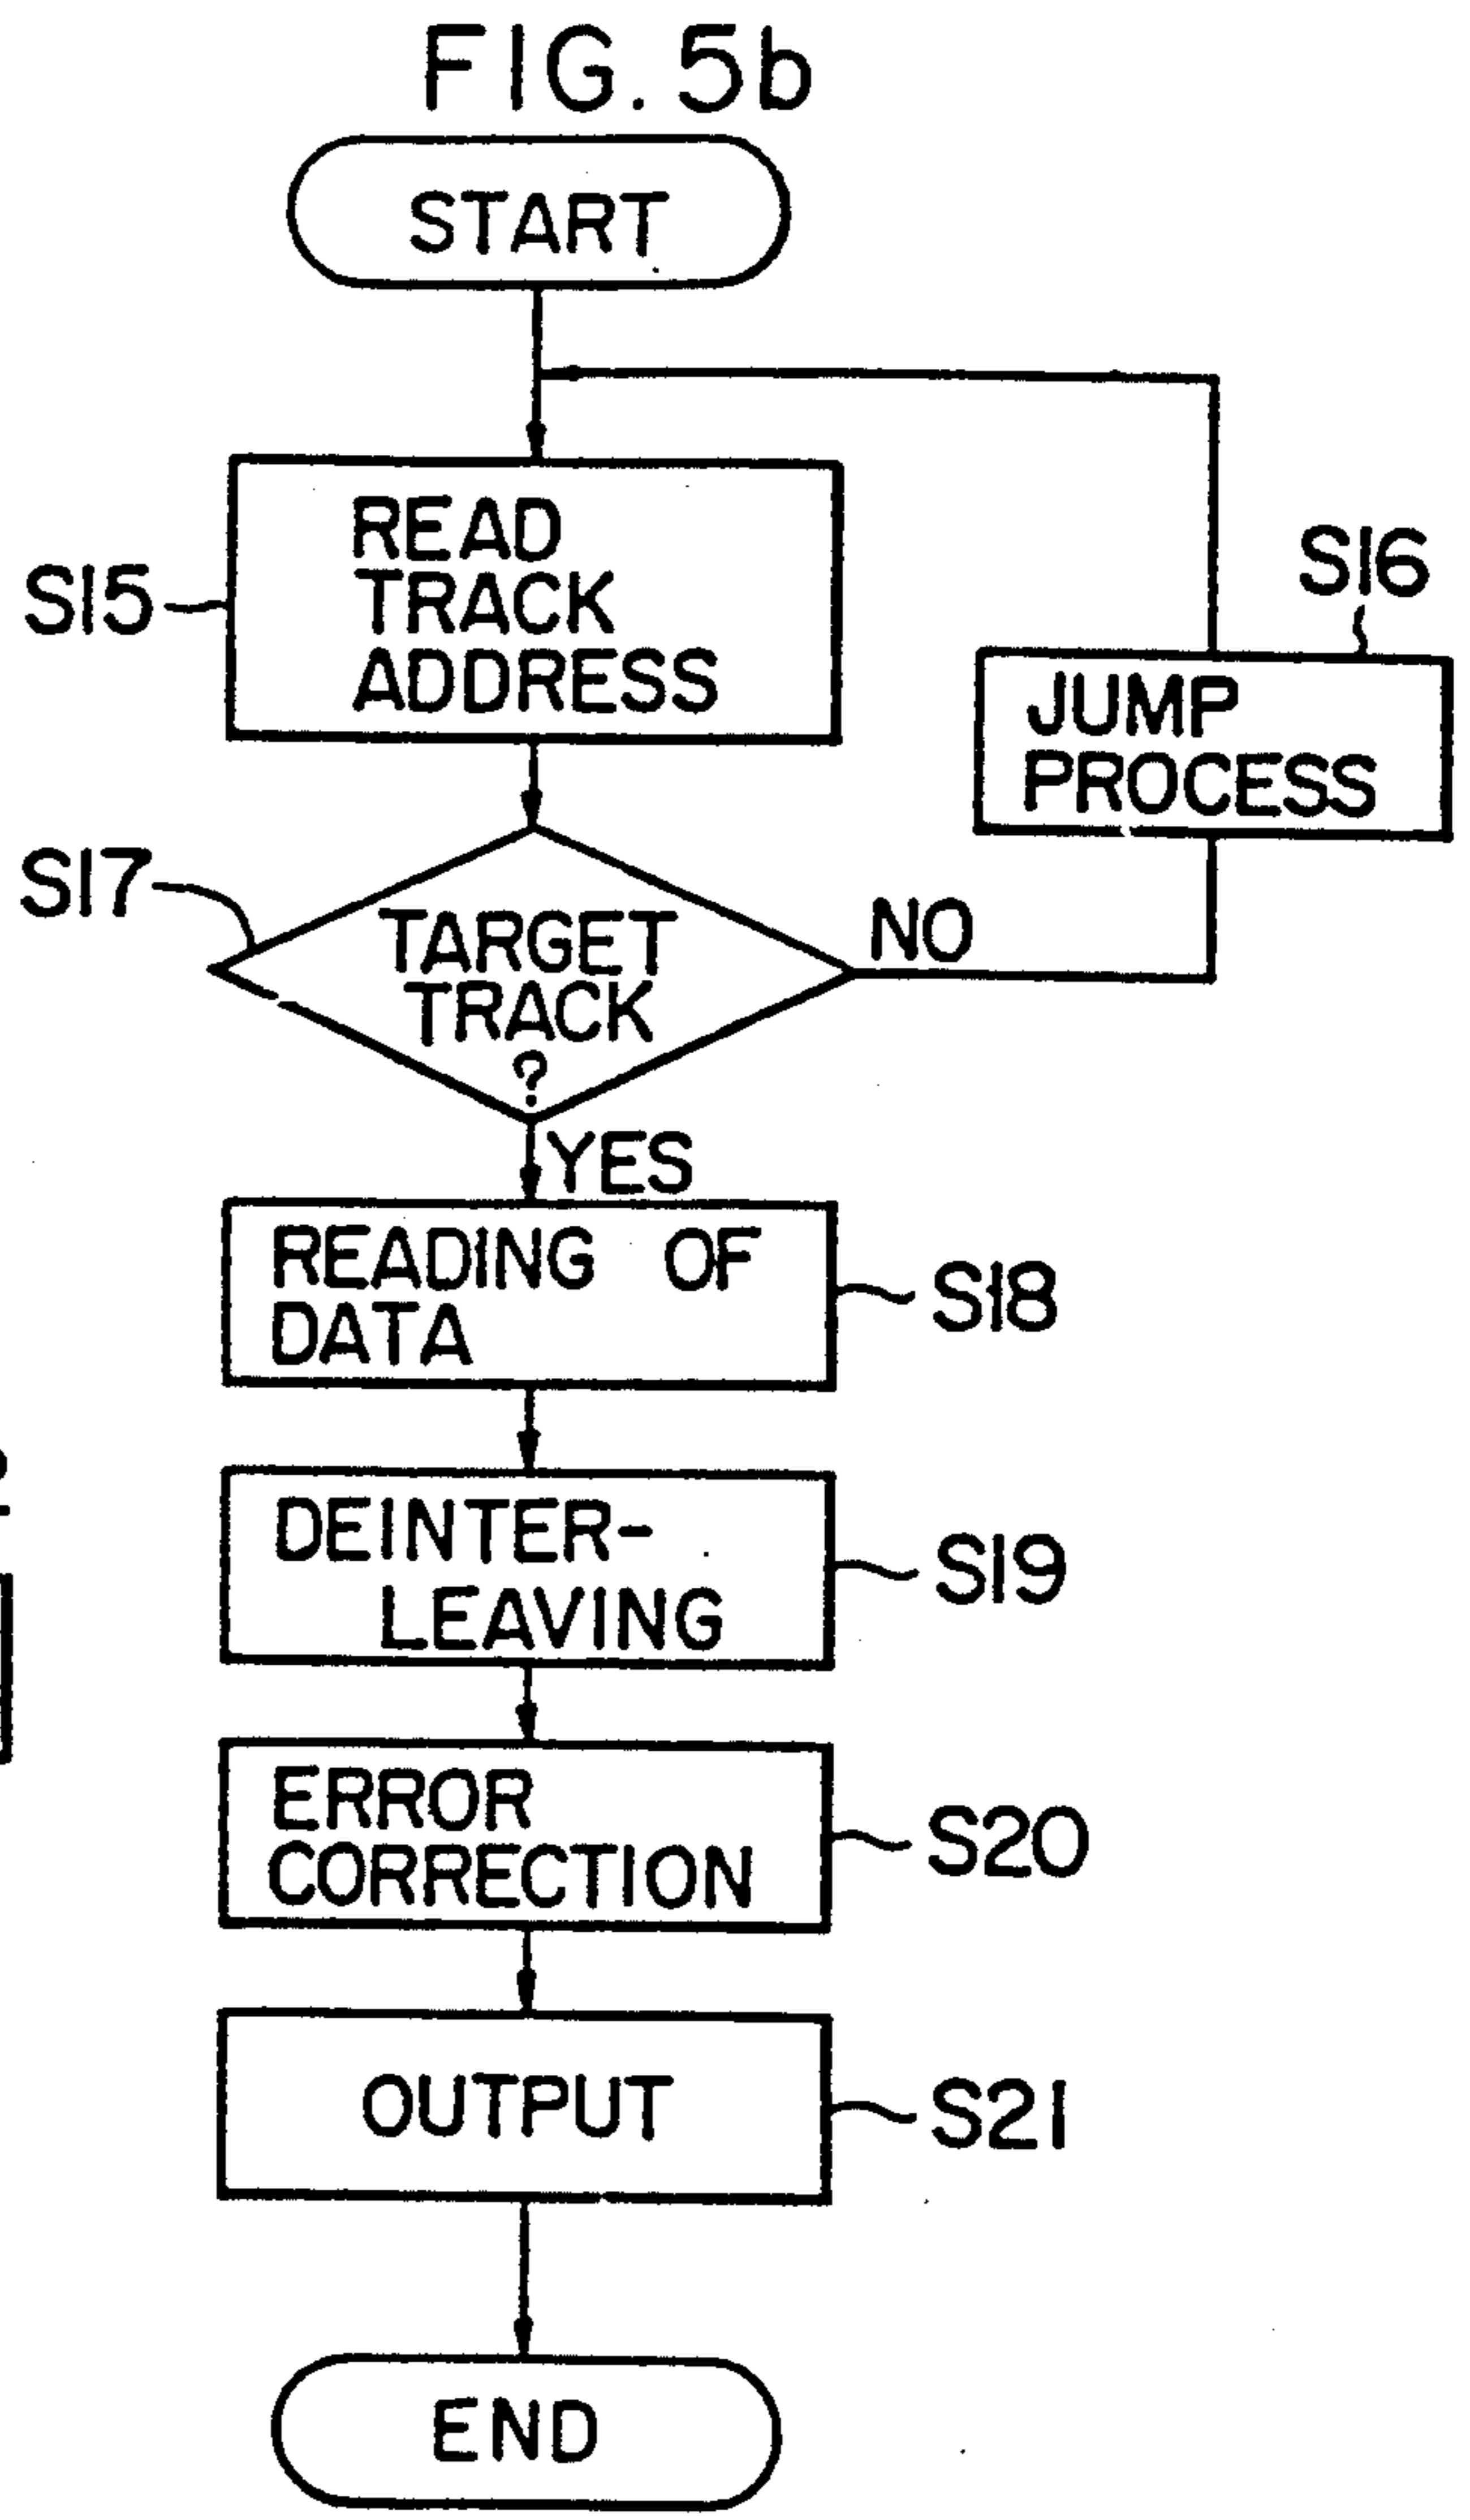 FIG. 5b
START
READ
TRACK
ADDRESS
S15
S16
JUMP
PROCESS
S17
TARGET
TRACK
?
NO
YES
READING OF
DATA
S18
DEINTER-
LEAVING
S19
ERROR
CORRECTION
S20
OUTPUT
S21
END